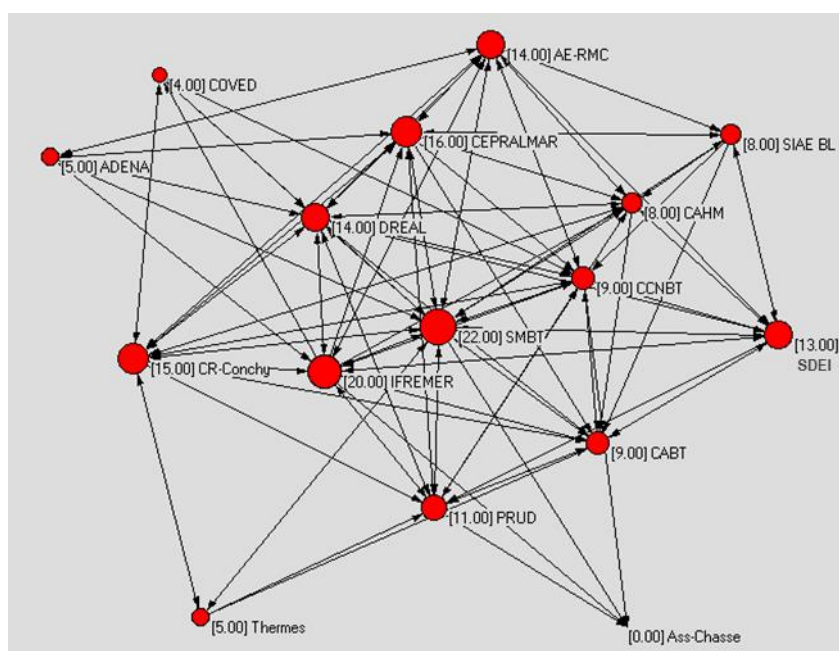 [14.00] AE-RMC
[4.00] COVED
[16.00] CEPRALMAR
[8.00] SIAE BL
[5.00] ADENA
[8.00] CAHM
[14.00] DREAL
[9.00] CCNBT
[22.00] SMBT
[13.00]
SDEI
[15.00] CR-Conchy
[20.00] IFREMER
[9.00] CABT
[11.00] PRUD
[5.00] Thermes
[0.00] Ass-Chasse